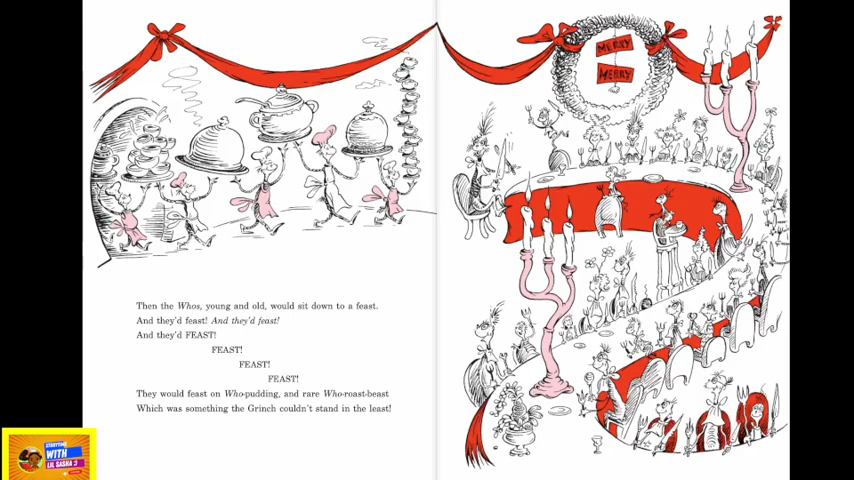 MERRY
MERRY
Then the Whos, young and old, would sit down to a feast.
And they'd feast! And they'd feast!
And they'd FEAST!
FEAST!
FEAST!
FEAST!
They would feast on Who-pudding, and rare Who-roast-beast
Which was something the Grinch couldn't stand in the least!
STORYTIME
WITH
LIL SASHA